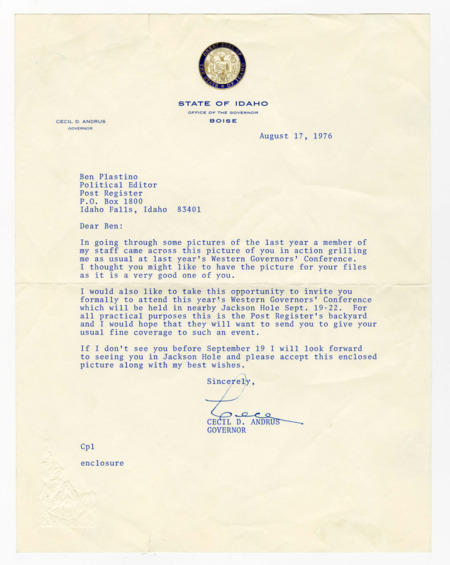 STATE OF IDAHO
OFFICE OF THE GOVERNOR
BOISE
CECIL D. ANDRUS
GOVERNOR
August 17, 1976
Ben Plastino
Political Editor
Post Register
P.O. Box 1800
Idaho Falls, Idaho 83401
Dear Ben:
In going through some pictures of the last year a member of
my staff came across this picture of you in action grilling
me as usual at last year's Western Governors' Conference.
I thought you might like to have the picture for your files
as it is a very good one of you.
I would also like to take this opportunity to invite you
formally to attend this year's Western Governors' Conference
which will be held in nearby Jackson Hole Sept. 19-22. For
all practical purposes this is the Post Register's backyard
and I would hope that they will want to send you to give your
usual fine coverage to such an event.
If I don't see you before September 19 I will look forward
to seeing you in Jackson Hole and please accept this enclosed
picture along with my best wishes.
Sincerely,
Cece
CECIL D. ANDRUS
GOVERNOR
Cpl
enclosure